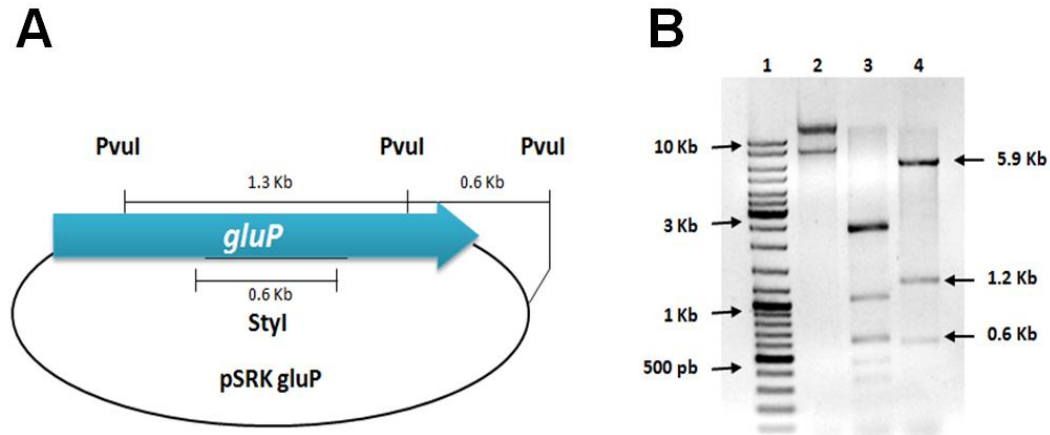 A
PvuI PvuI PvuI
1.3 Kb 0.6 Kb
gluP
0.6 Kb
StyI
pSRK gluP
B
1 2 3 4
10 Kb
3 Kb
1 Kb
500 pb
5.9 Kb
1.2 Kb
0.6 Kb